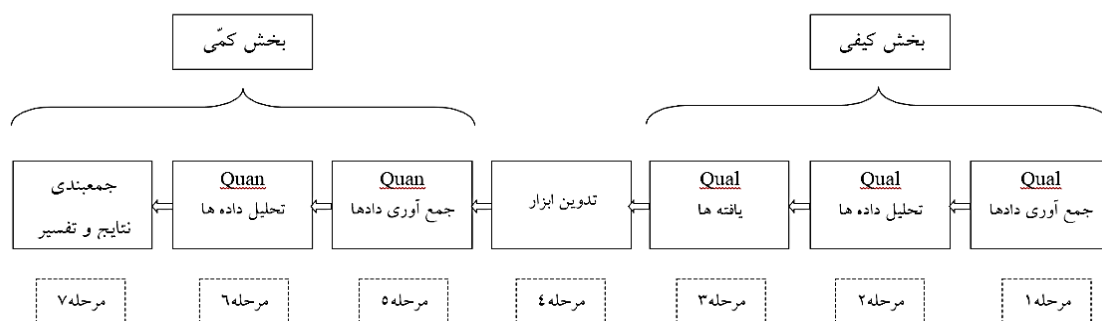 بخش کیفی
بخش کمّی
Qual
جمع آوری دادها
Qual
تحلیل داده ها
Qual
یافته ها
تدوین ابزار
Quan
جمع آوری دادها
Quan
تحلیل داده ها
جمعبندی
نتایج و تفسیر
مرحله۱
مرحله۲
مرحله۳
مرحله٤
مرحله٥
مرحله٦
مرحله۷